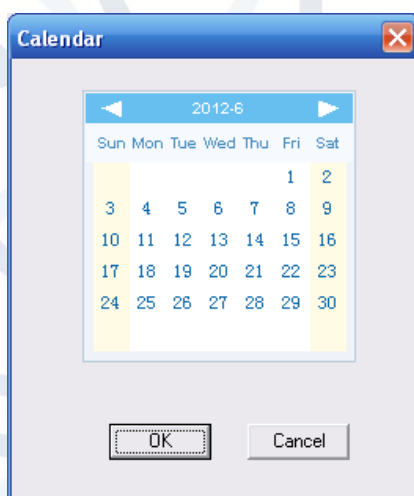 Calendar
2012-6
Sun Mon Tue Wed Thu Fri Sat
1 2
3 4 5 6 7 8 9
10 11 12 13 14 15 16
17 18 19 20 21 22 23
24 25 26 27 28 29 30
OK Cancel